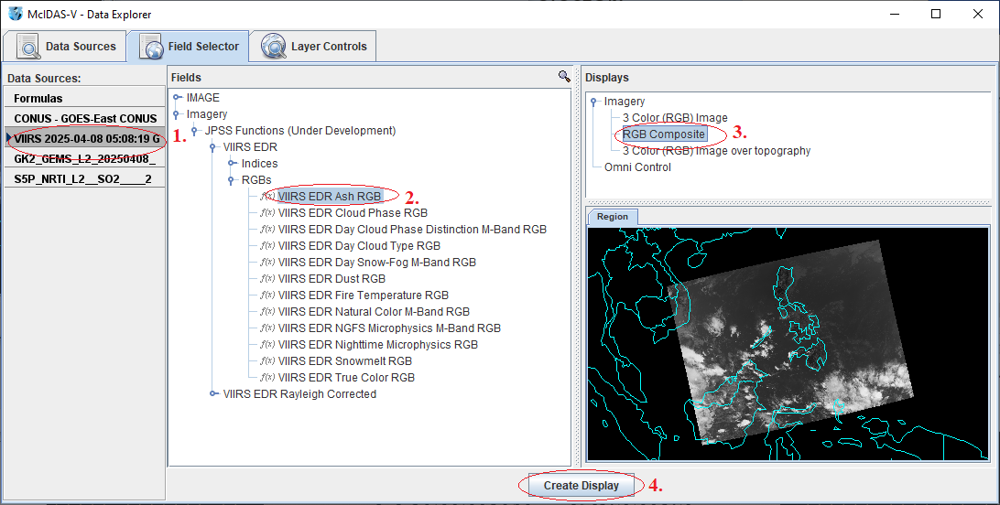 McIDAS-V - Data Explorer
Data Sources
Field Selector
Layer Controls
Data Sources:
Formulas
CONUS - GOES-East CONUS
VIIRS 2025-04-08 05:08:19 G
GK2_GEMS_L2_20250408_
S5P_NRTI_L2__SO2____2
1.
Fields
IMAGE
Imagery
JPSS Functions (Under Development)
VIIRS EDR
Indices
RGBs
f(x) VIIRS EDR Ash RGB
2.
f(x) VIIRS EDR Cloud Phase RGB
f(x) VIIRS EDR Day Cloud Phase Distinction M-Band RGB
f(x) VIIRS EDR Day Cloud Type RGB
f(x) VIIRS EDR Day Snow-Fog M-Band RGB
f(x) VIIRS EDR Dust RGB
f(x) VIIRS EDR Fire Temperature RGB
f(x) VIIRS EDR Natural Color M-Band RGB
f(x) VIIRS EDR NGFS Microphysics M-Band RGB
f(x) VIIRS EDR Nighttime Microphysics RGB
f(x) VIIRS EDR Snowmelt RGB
f(x) VIIRS EDR True Color RGB
VIIRS EDR Rayleigh Corrected
Displays
Imagery
3 Color (RGB) Image
RGB Composite
3.
3 Color (RGB) Image over topography
Omni Control
Region
Create Display
4.